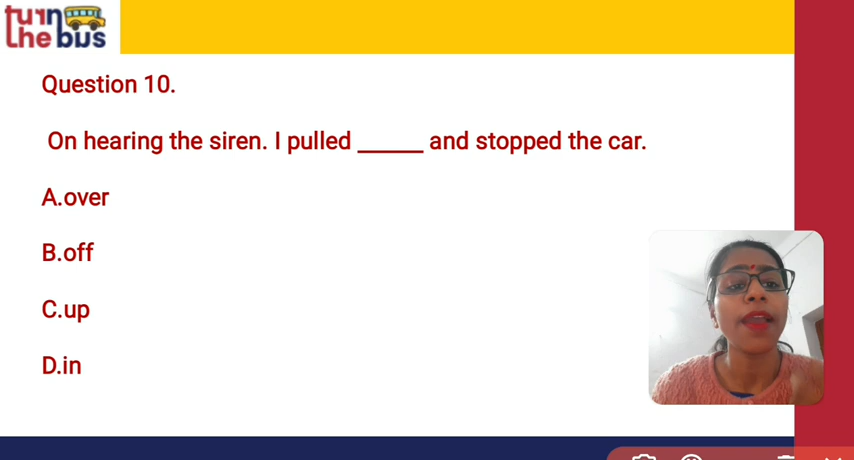 turn
the bus
Question 10.
On hearing the siren. I pulled ______ and stopped the car.
A.over
B.off
C.up
D.in